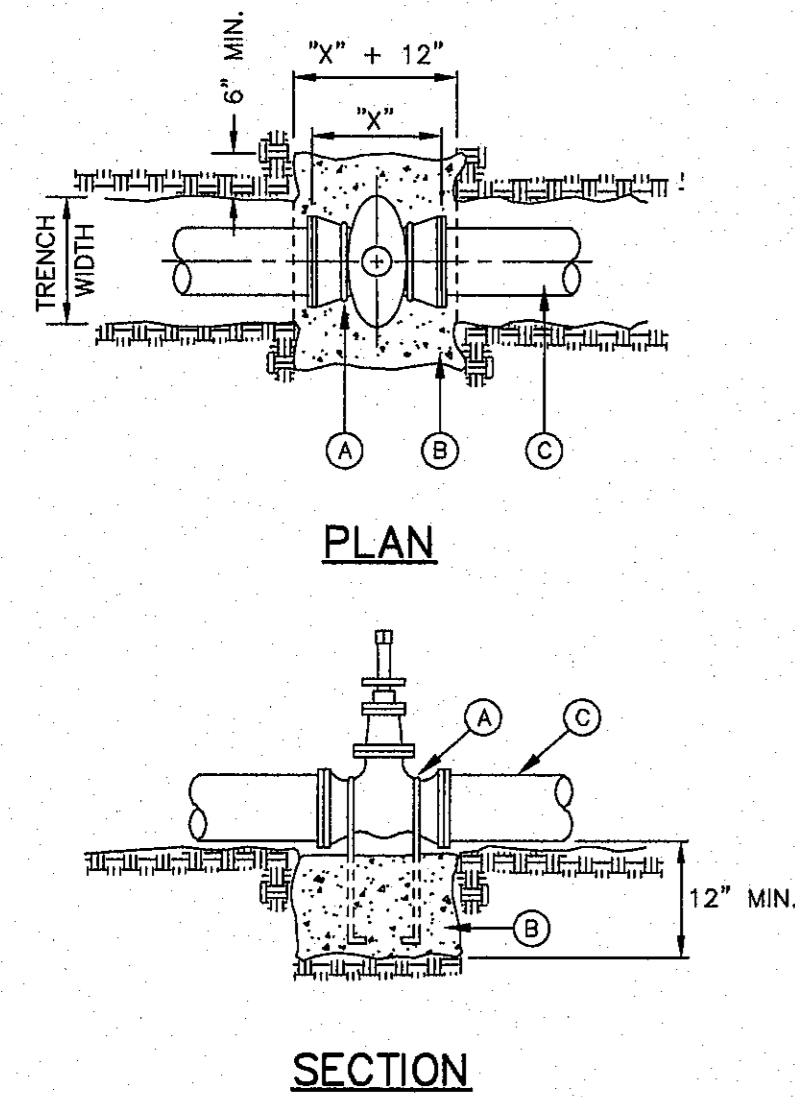 6" MIN.
"X" + 12"
"X"
TRENCH
WIDTH
A
B
C
PLAN
A
C
12" MIN.
B
SECTION